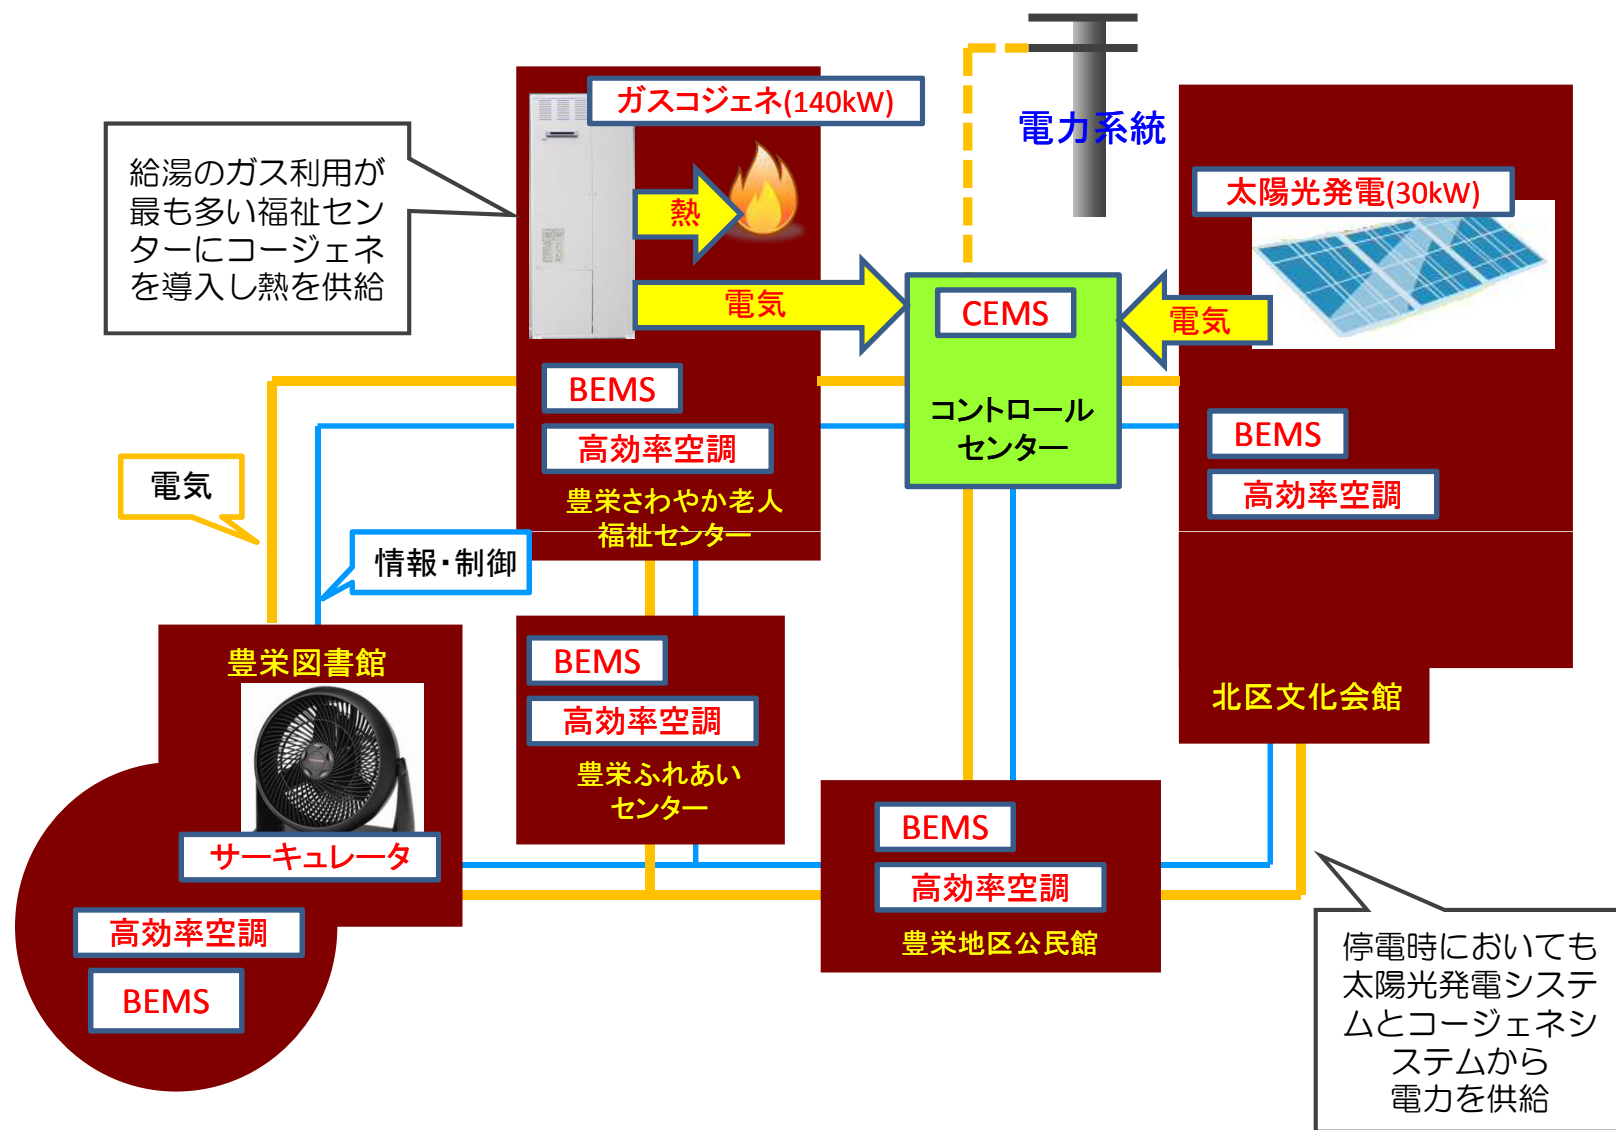 ガスコジェネ(140kW)
電力系統
給湯のガス利用が
最も多い福祉セン
ターにコージェネ
を導入し熱を供給
熱
電気
太陽光発電(30kW)
電気
CEMS
コントロール
センター
BEMS
高効率空調
豊栄さわやか老人
福祉センター
BEMS
高効率空調
北区文化会館
電気
情報・制御
豊栄図書館
サーキュレータ
高効率空調
BEMS
BEMS
高効率空調
豊栄ふれあい
センター
BEMS
高効率空調
豊栄地区公民館
停電時においても
太陽光発電システ
ムとコージェネシ
ステムから
電力を供給